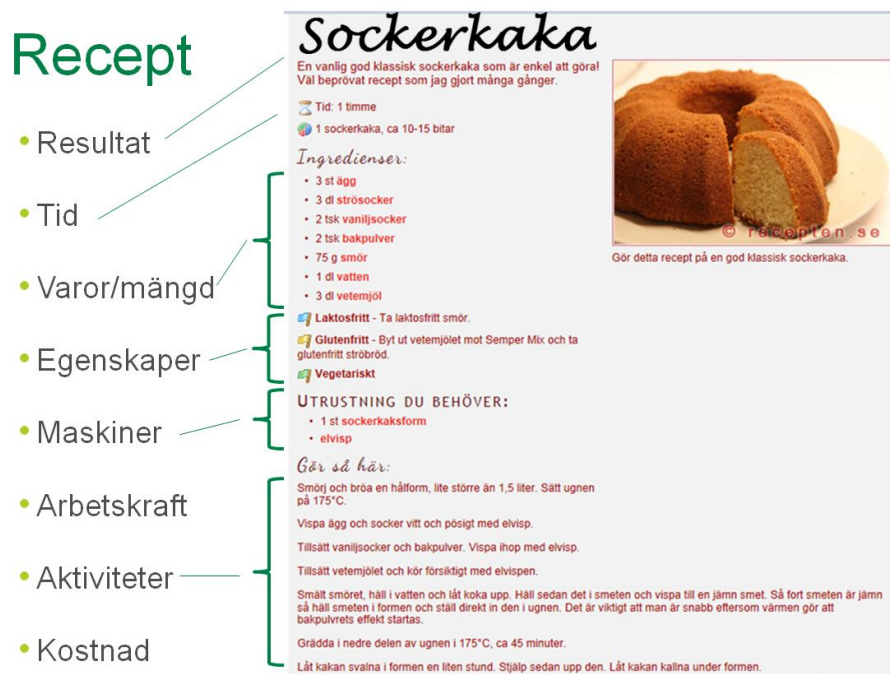 Recept
• Resultat
• Tid
• Varor/mängd
• Egenskaper
• Maskiner
• Arbetskraft
• Aktiviteter
• Kostnad
Sockerkaka
En vanlig god klassisk sockerkaka som är enkel att göra!
Väl beprövat recept som jag gjort många gånger.
Tid: 1 timme
1 sockerkaka, ca 10-15 bitar
Ingredienser:
• 3 st ägg
• 3 dl strösocker
• 2 tsk vaniljsocker
• 2 tsk bakpulver
• 75 g smör
• 1 dl vatten
• 3 dl vetemjöl
Laktosfritt - Ta laktosfritt smör.
Glutenfritt - Byt ut vetemjölet mot Semper Mix och ta
glutenfritt ströbröd.
Vegetariskt
UTRUSTNING DU BEHÖVER:
• 1 st sockerkaksform
• elvisp
Gör så här:
Smörj och bröa en hålform, lite större än 1,5 liter. Sätt ugnen
på 175°C.
Vispa ägg och socker vitt och pösigt med elvisp.
Tillsätt vaniljsocker och bakpulver. Vispa ihop med elvisp.
Tillsätt vetemjölet och kör försiktigt med elvispen.
Smält smöret, häll i vatten och låt koka upp. Häll sedan det i smeten och vispa till en jämn smet. Så fort smeten är jämn
så häll smeten i formen och ställ direkt in den i ugnen. Det är viktigt att man är snabb eftersom värmen gör att
bakpulvrets effekt startas.
Grädda i nedre delen av ugnen i 175°C, ca 45 minuter.
Låt kakan svalna i formen en liten stund. Stjälp sedan upp den. Låt kakan kallna under formen.
© recepten.se
Gör detta recept på en god klassisk sockerkaka.